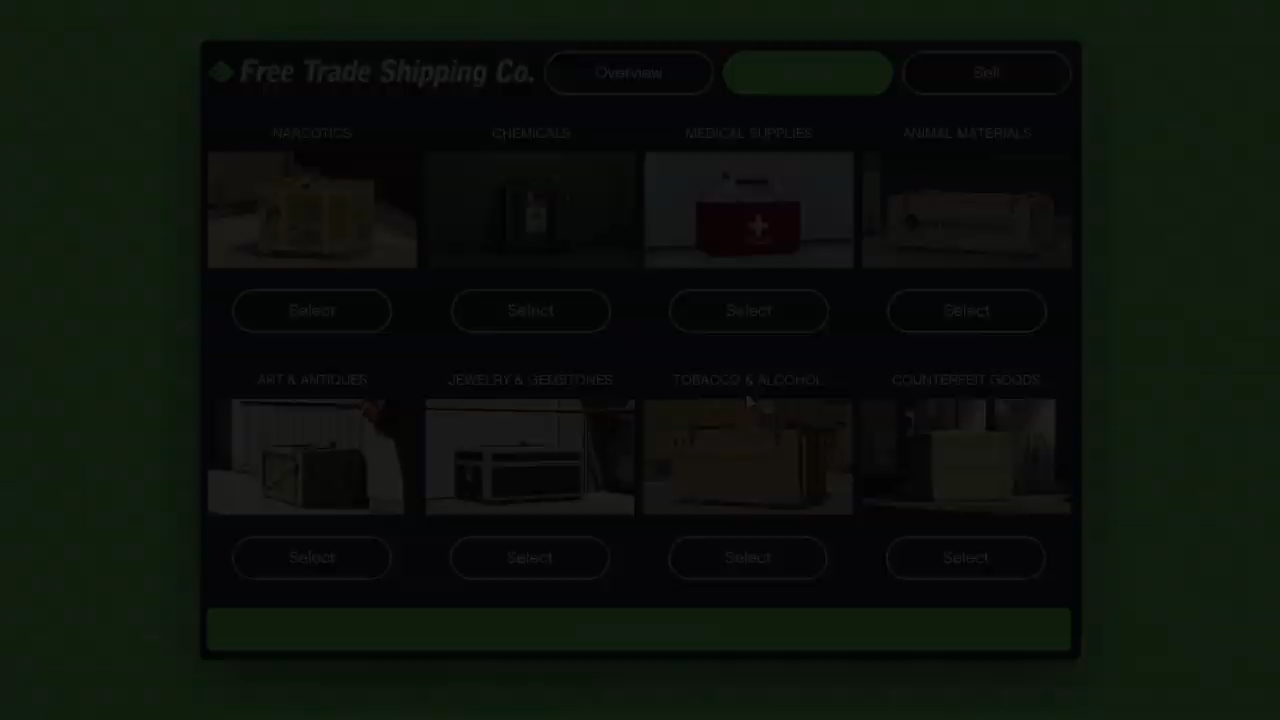 Free Trade Shipping Co. Overview Sell
NARCOTICS CHEMICALS MEDICAL SUPPLIES ANIMAL MATERIALS
Select Select Select Select
ART & ANTIQUES JEWELRY & GEMSTONES TOBACCO & ALCOHOL COUNTERFEIT GOODS
Select Select Select Select